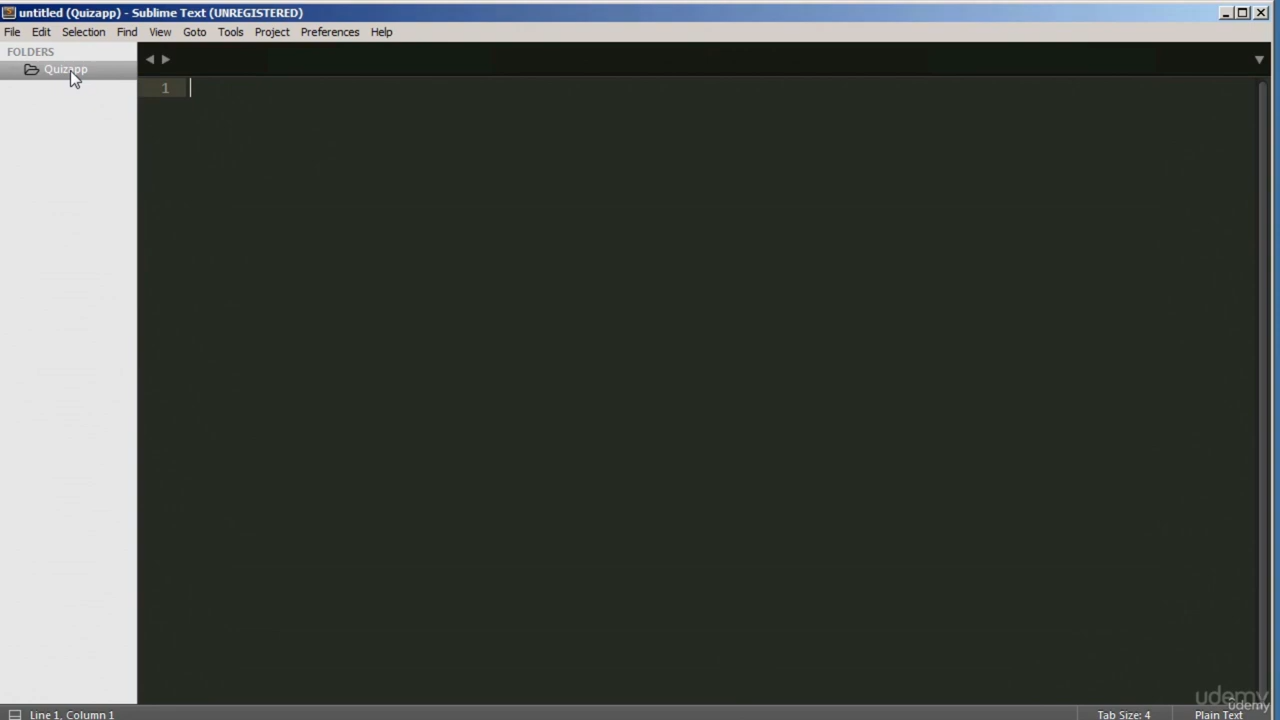 untitled (Quizapp) - Sublime Text (UNREGISTERED)
File Edit Selection Find View Goto Tools Project Preferences Help
FOLDERS
Quizapp
1
udemy
udemy
Line 1, Column 1 Tab Size: 4 Plain Text